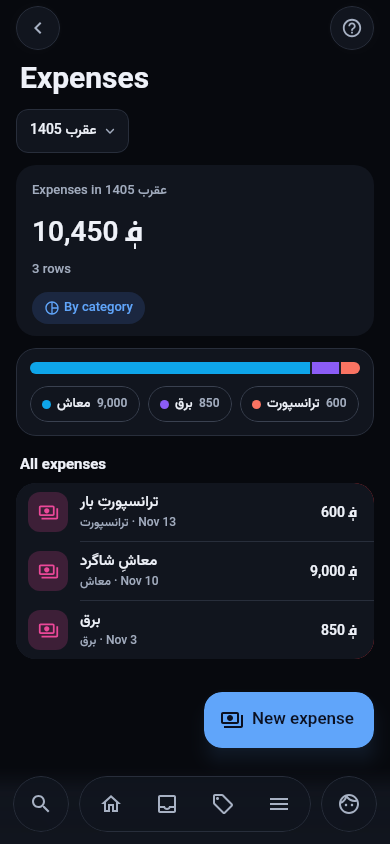 Expenses
عقرب 1405
Expenses in 1405 عقرب
10,450 ؋
3 rows
By category
معاش 9,000
برق 850
ترانسپورت 600
All expenses
ترانسپورتِ بار
ترانسپورت · Nov 13
600 ؋
معاشِ شاگرد
معاش · Nov 10
9,000 ؋
برق
برق · Nov 3
850 ؋
New expense